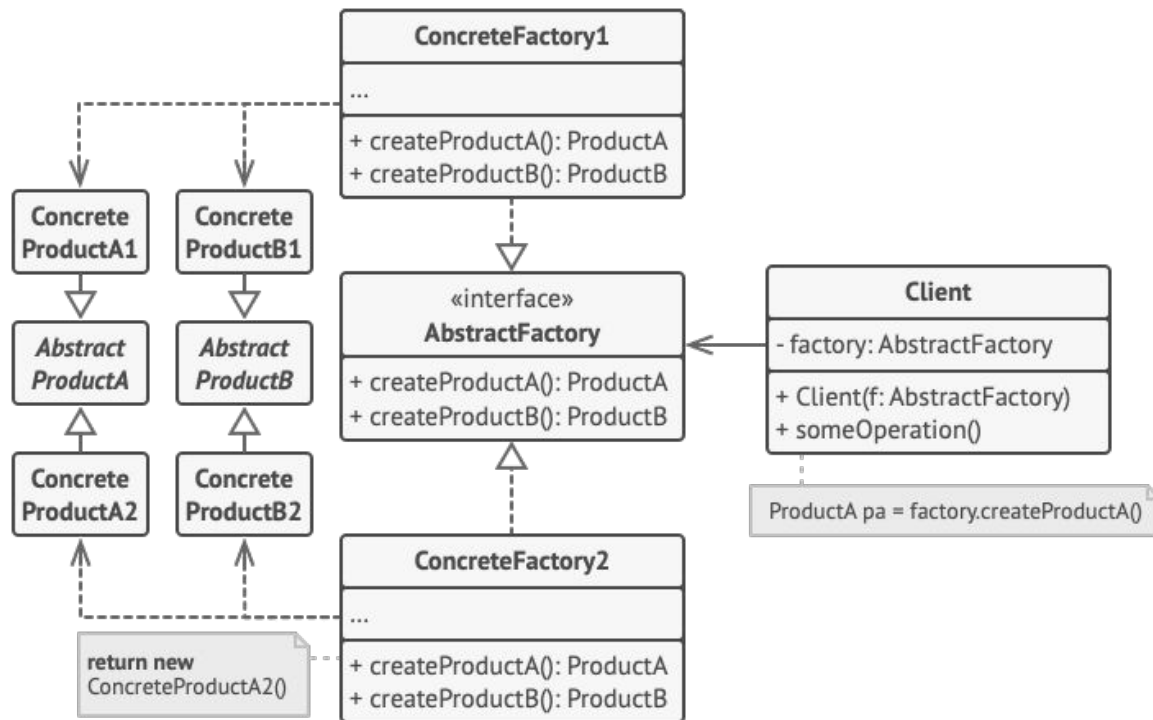 ConcreteFactory1
...
+ createProductA(): ProductA
+ createProductB(): ProductB
Concrete
ProductA1
Concrete
ProductB1
Abstract
ProductA
Abstract
ProductB
Concrete
ProductA2
Concrete
ProductB2
«interface»
AbstractFactory
+ createProductA(): ProductA
+ createProductB(): ProductB
Client
- factory: AbstractFactory
+ Client(f: AbstractFactory)
+ someOperation()
ProductA pa = factory.createProductA()
ConcreteFactory2
...
+ createProductA(): ProductA
+ createProductB(): ProductB
return new
ConcreteProductA2()